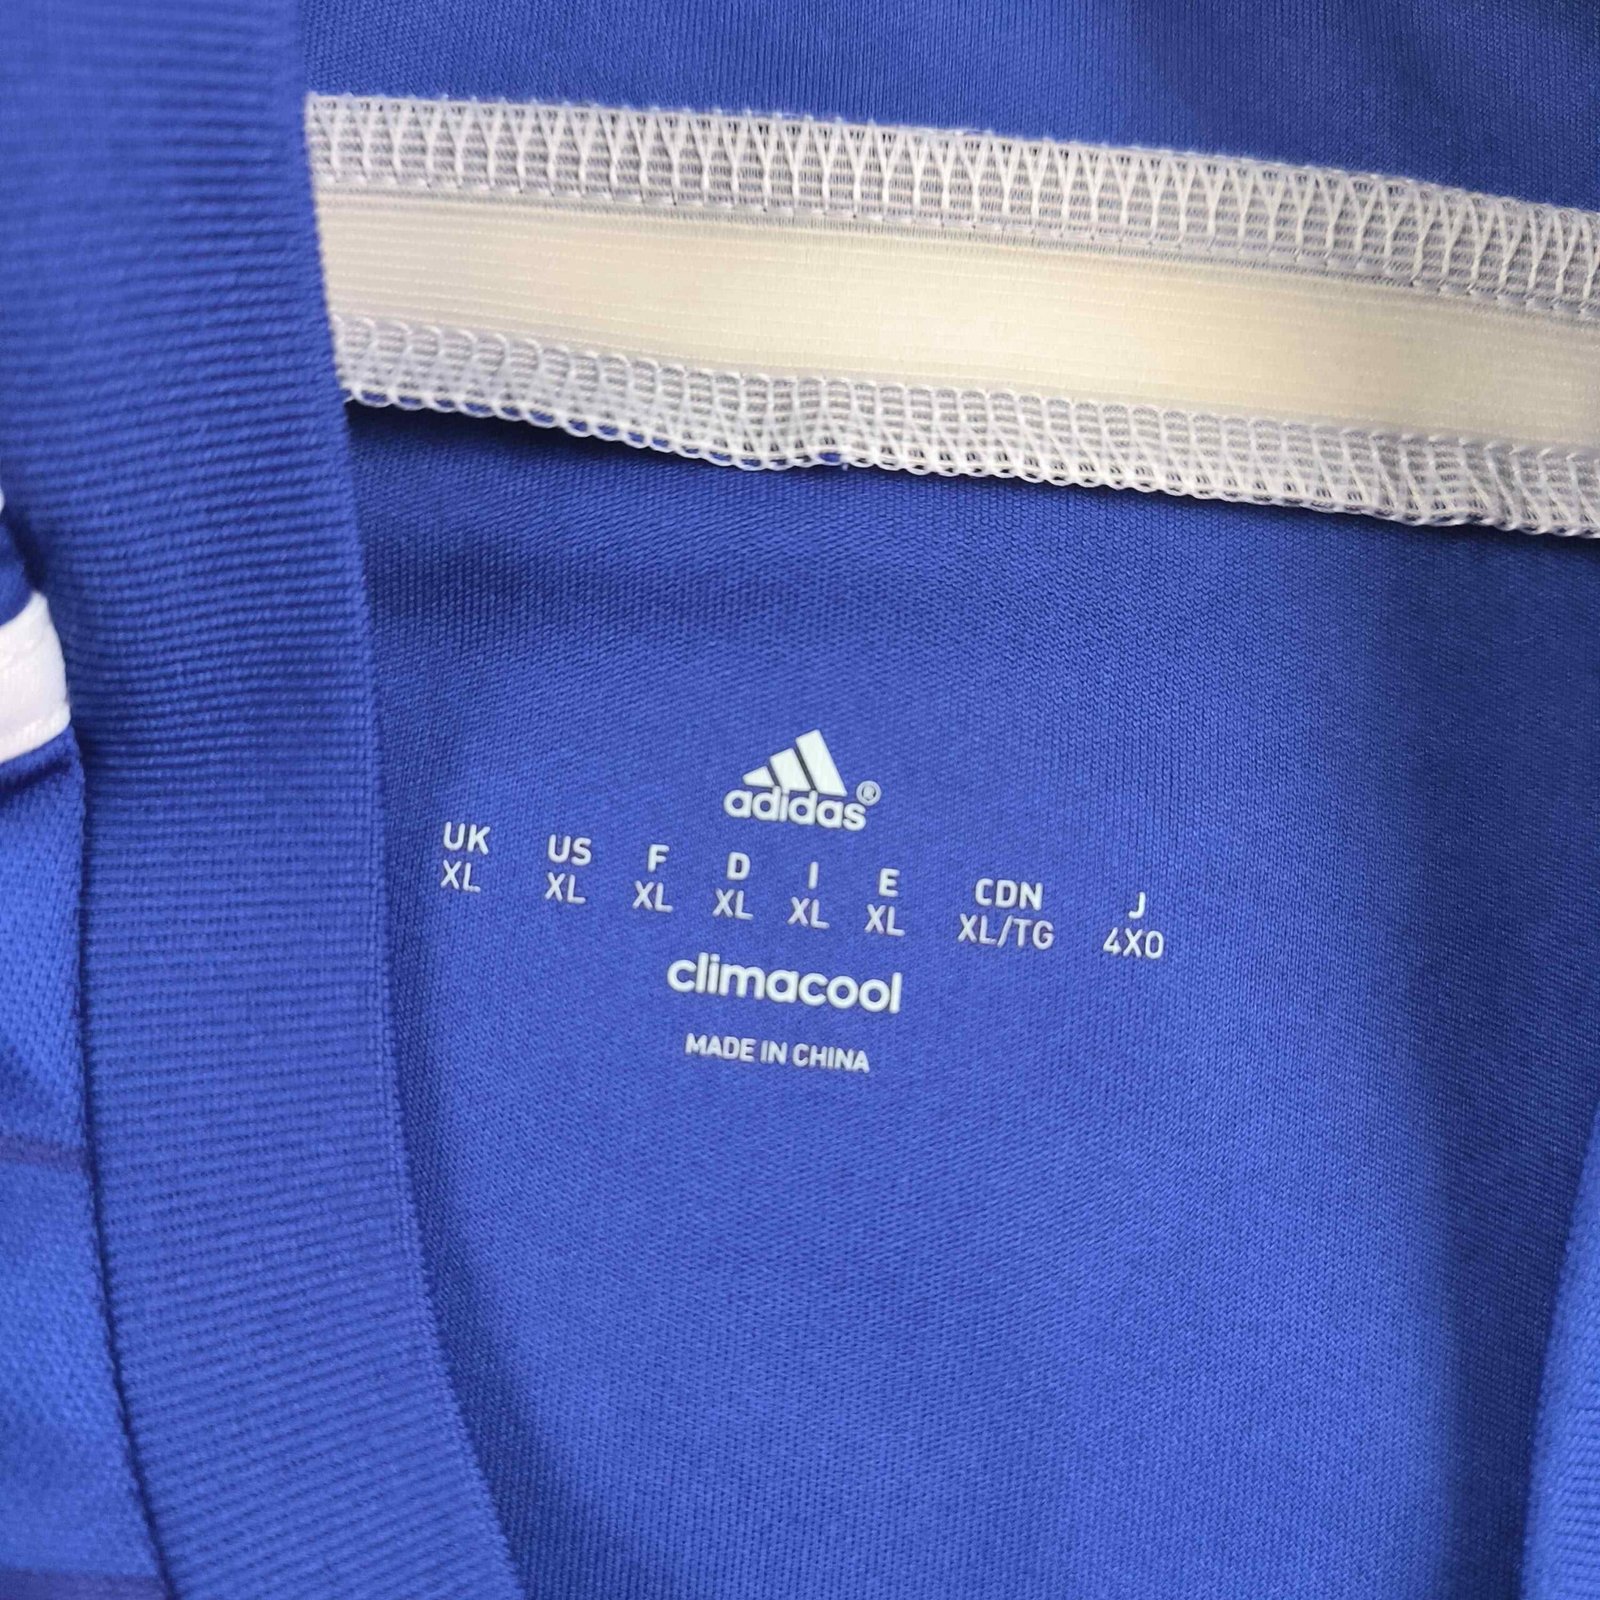 adidas®
UK US F D I E CDN J
XL XL XL XL XL XL XL/TG 4XO
climacool
MADE IN CHINA